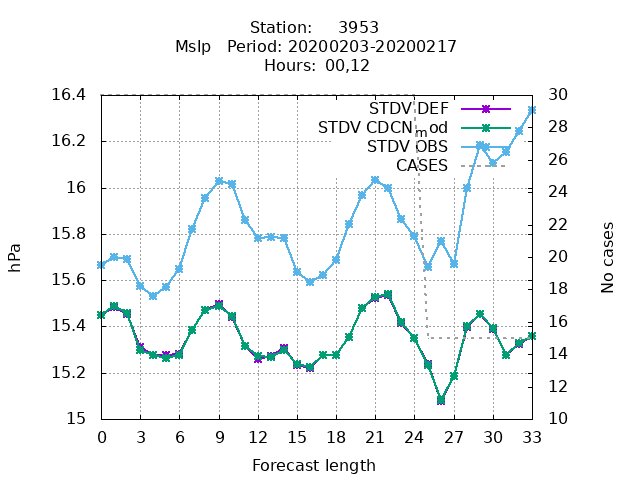 Station: 3953
Mslp Period: 20200203-20200217
Hours: 00,12
STDV DEF
STDV CDCN_mod
STDV OBS
CASES
16.4
16.2
16
15.8
15.6
15.4
15.2
15
hPa
30
28
26
24
22
20
18
16
14
12
10
No cases
0 3 6 9 12 15 18 21 24 27 30 33
Forecast length